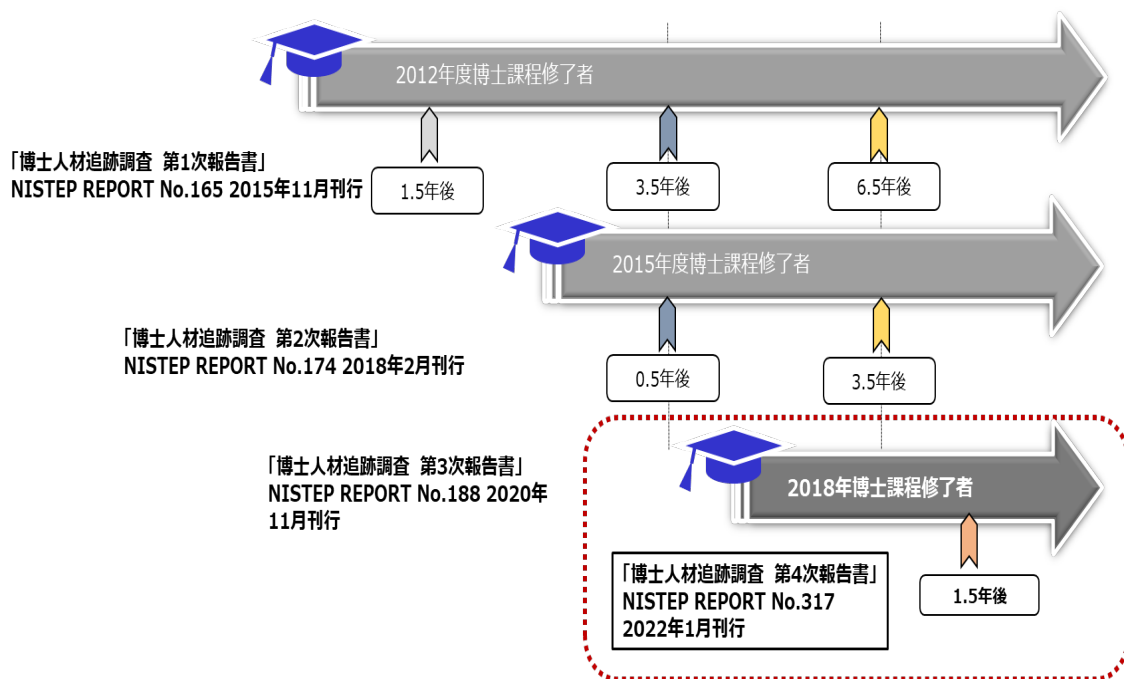 2012年度博士課程修了者
「博士人材追跡調査 第1次報告書」
NISTEP REPORT No.165 2015年11月刊行
1.5年後
3.5年後
6.5年後
2015年度博士課程修了者
「博士人材追跡調査 第2次報告書」
NISTEP REPORT No.174 2018年2月刊行
0.5年後
3.5年後
「博士人材追跡調査 第3次報告書」
NISTEP REPORT No.188 2020年
11月刊行
2018年博士課程修了者
「博士人材追跡調査 第4次報告書」
NISTEP REPORT No.317
2022年1月刊行
1.5年後